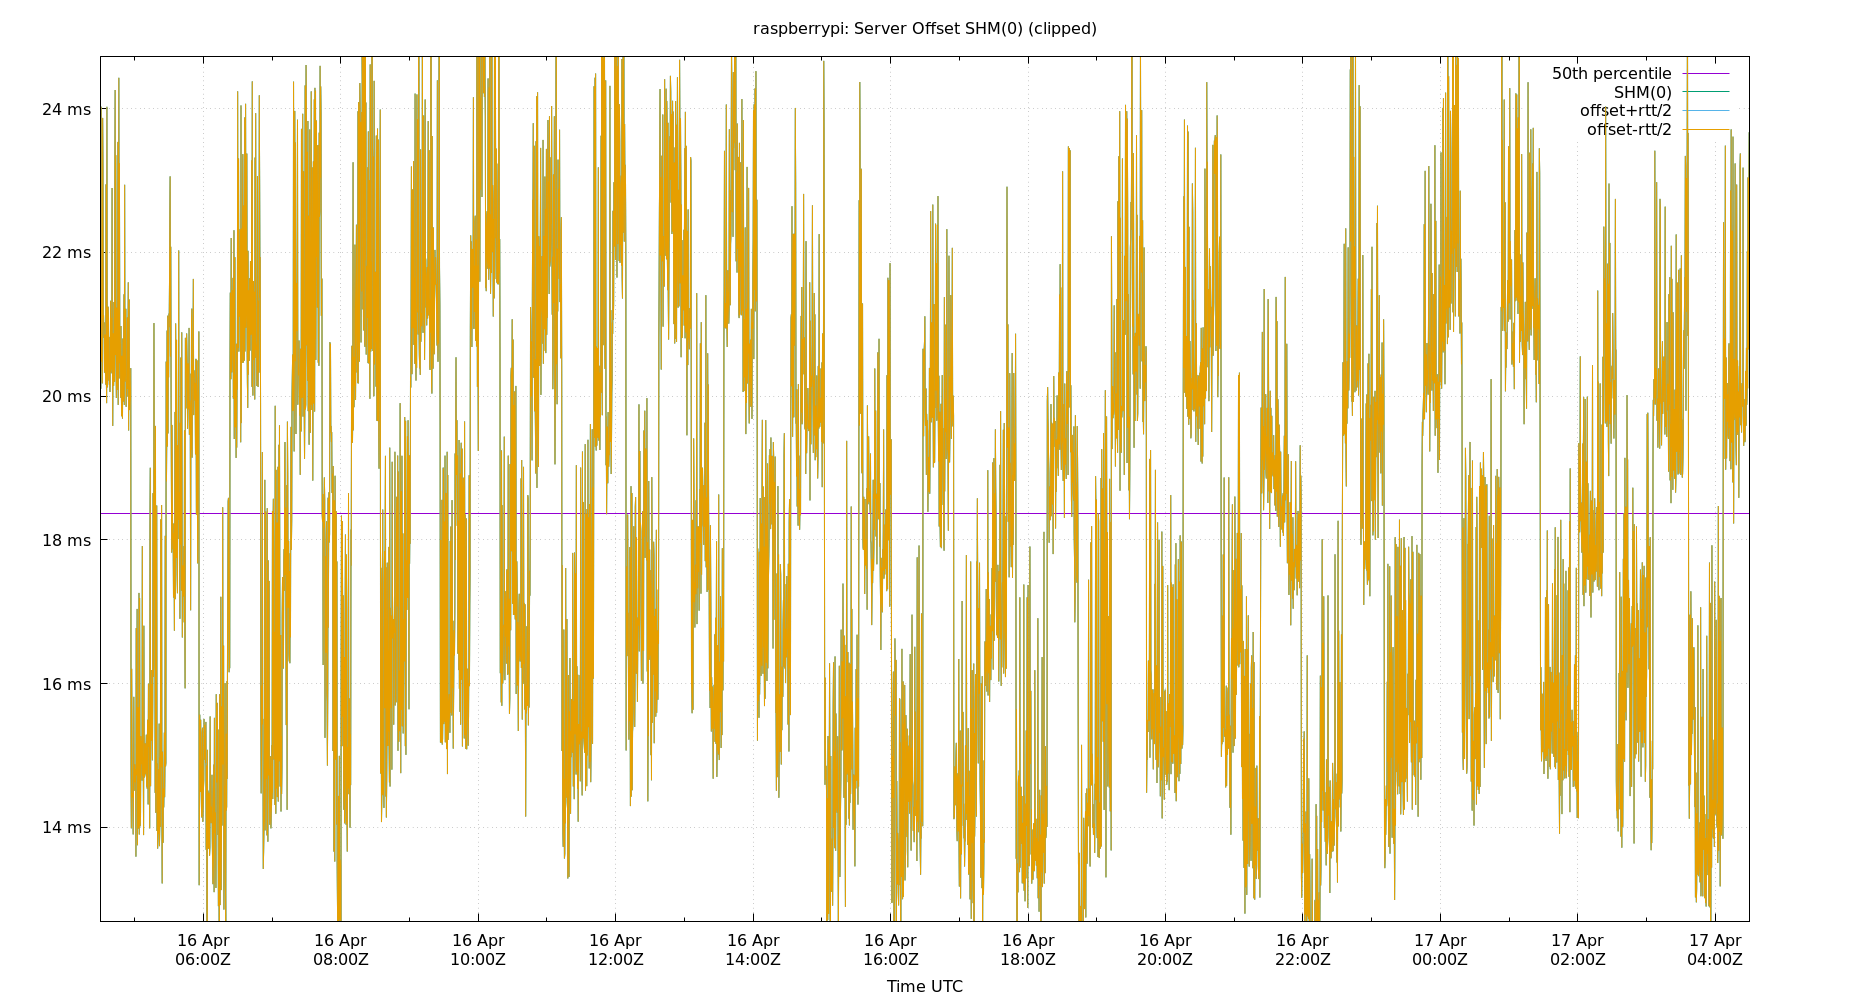 raspberrypi: Server Offset SHM(0) (clipped)
50th percentile
SHM(0)
offset+rtt/2
offset-rtt/2
24 ms
22 ms
20 ms
18 ms
16 ms
14 ms
16 Apr 16 Apr 16 Apr 16 Apr 16 Apr 16 Apr 16 Apr 16 Apr 16 Apr 17 Apr 17 Apr 17 Apr
06:00Z 08:00Z 10:00Z 12:00Z 14:00Z 16:00Z 18:00Z 20:00Z 22:00Z 00:00Z 02:00Z 04:00Z
Time UTC